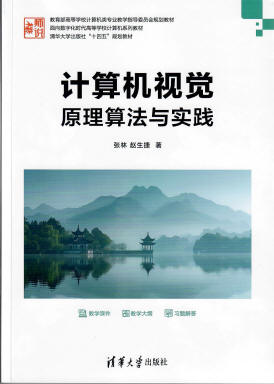 教育部高等学校计算机类专业教学指导委员会规划教材
面向数字化时代高等学校计算机系列教材
清华大学出版社“十四五”规划教材
计算机视觉
原理算法与实践
张林 赵生捷 著
教学课件 教学大纲 习题解答
清华大学出版社